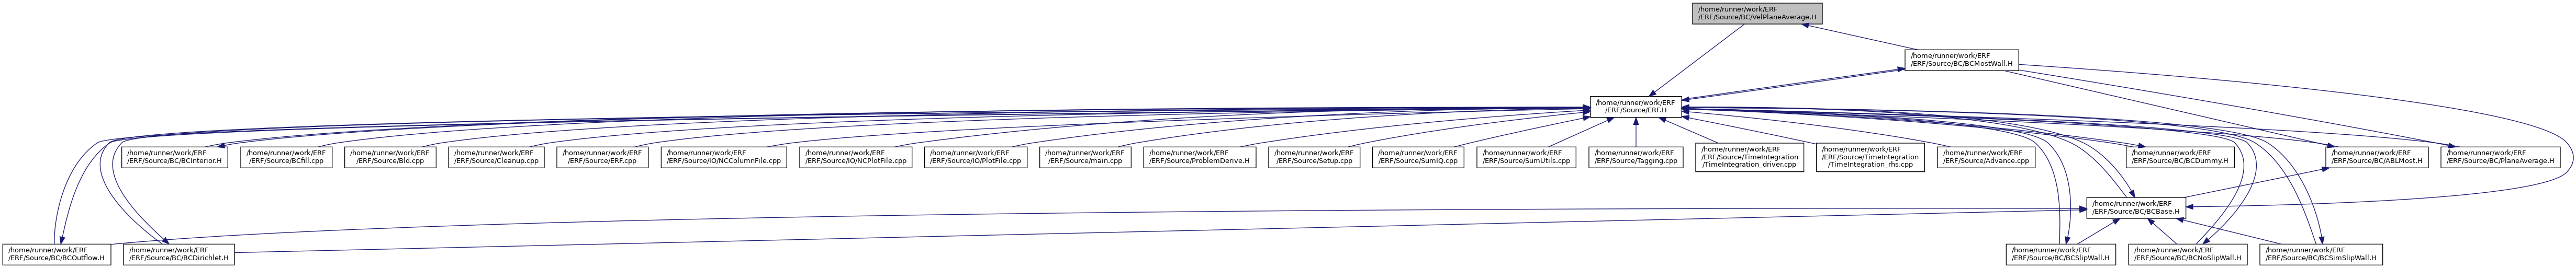 /home/runner/work/ERF
/ERF/Source/BC/VelPlaneAverage.H
/home/runner/work/ERF
/ERF/Source/BC/BCMostWall.H
/home/runner/work/ERF
/ERF/Source/ERF.H
/home/runner/work/ERF
/ERF/Source/BC/BCInterior.H
/home/runner/work/ERF
/ERF/Source/BCfill.cpp
/home/runner/work/ERF
/ERF/Source/Bld.cpp
/home/runner/work/ERF
/ERF/Source/Cleanup.cpp
/home/runner/work/ERF
/ERF/Source/ERF.cpp
/home/runner/work/ERF
/ERF/Source/IO/NCColumnFile.cpp
/home/runner/work/ERF
/ERF/Source/IO/NCPlotFile.cpp
/home/runner/work/ERF
/ERF/Source/IO/PlotFile.cpp
/home/runner/work/ERF
/ERF/Source/main.cpp
/home/runner/work/ERF
/ERF/Source/ProblemDerive.H
/home/runner/work/ERF
/ERF/Source/Setup.cpp
/home/runner/work/ERF
/ERF/Source/SumIQ.cpp
/home/runner/work/ERF
/ERF/Source/SumUtils.cpp
/home/runner/work/ERF
/ERF/Source/Tagging.cpp
/home/runner/work/ERF
/ERF/Source/TimeIntegration
/TimeIntegration_driver.cpp
/home/runner/work/ERF
/ERF/Source/TimeIntegration
/TimeIntegration_rhs.cpp
/home/runner/work/ERF
/ERF/Source/Advance.cpp
/home/runner/work/ERF
/ERF/Source/BC/BCDummy.H
/home/runner/work/ERF
/ERF/Source/BC/ABLMost.H
/home/runner/work/ERF
/ERF/Source/BC/PlaneAverage.H
/home/runner/work/ERF
/ERF/Source/BC/BCBase.H
/home/runner/work/ERF
/ERF/Source/BC/BCOutflow.H
/home/runner/work/ERF
/ERF/Source/BC/BCDirichlet.H
/home/runner/work/ERF
/ERF/Source/BC/BCSlipWall.H
/home/runner/work/ERF
/ERF/Source/BC/BCNoSlipWall.H
/home/runner/work/ERF
/ERF/Source/BC/BCSimSlipWall.H